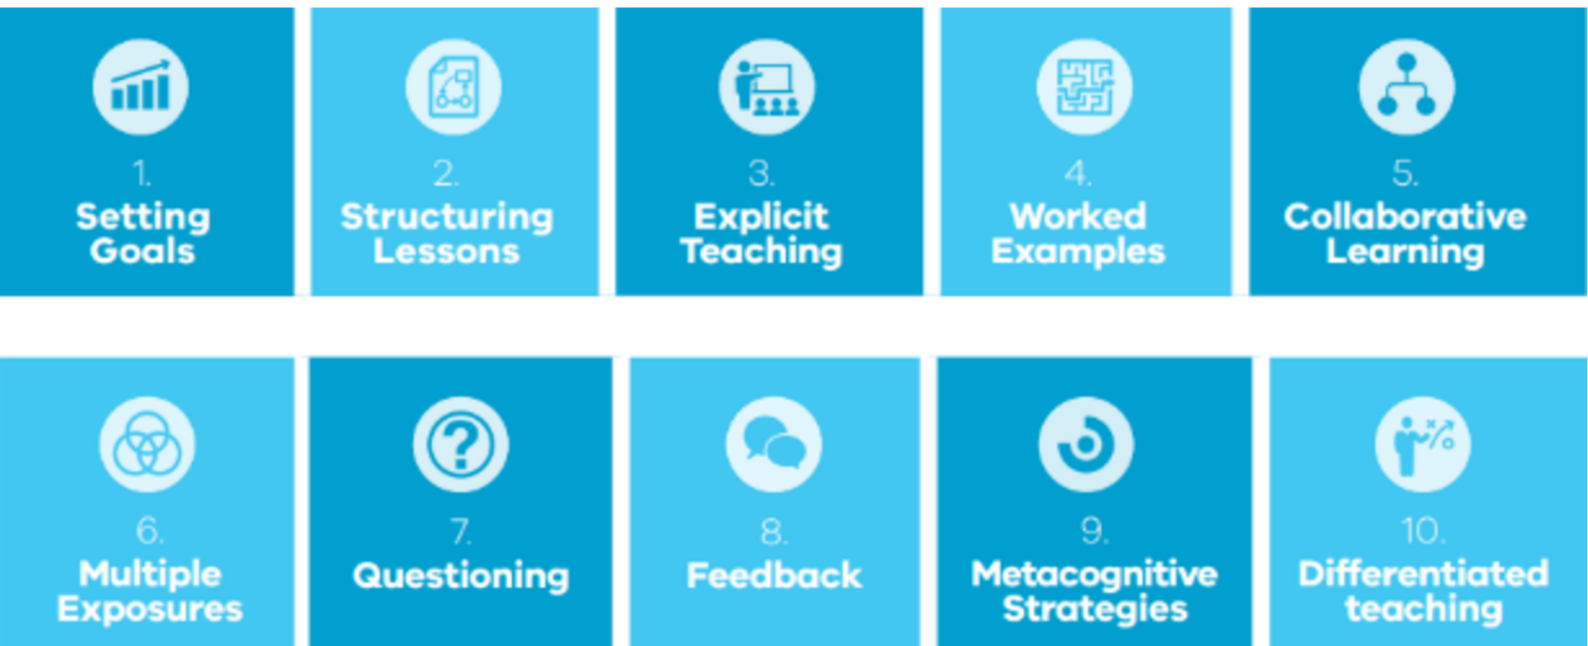 1.
Setting
Goals
2.
Structuring
Lessons
3.
Explicit
Teaching
4.
Worked
Examples
5.
Collaborative
Learning
6.
Multiple
Exposures
7.
Questioning
8.
Feedback
9.
Metacognitive
Strategies
10.
Differentiated
teaching